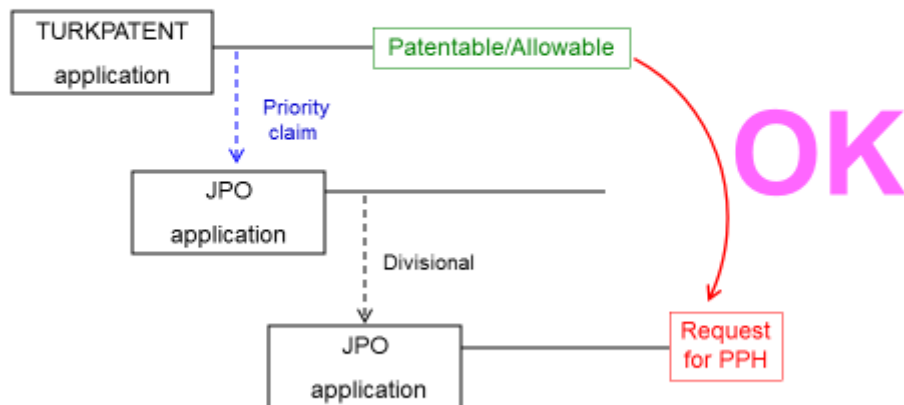 TURKPATENT
application
Patentable/Allowable
Priority
claim
OK
JPO
application
Divisional
JPO
application
Request
for PPH